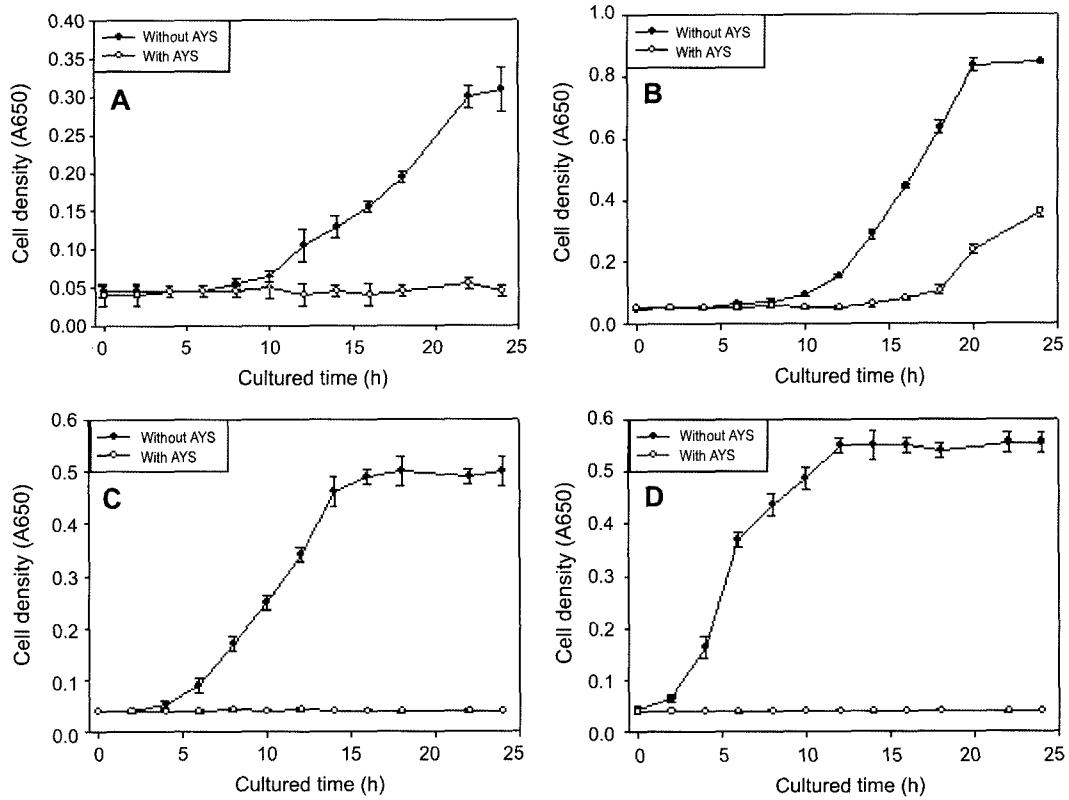 Without AYS
With AYS
A
Cell density (A650)
0.40
0.30
0.25
0.20
0.15
0.10
0.05
0.00
0
5
10
15
20
25
Cultured time (h)
Without AYS
With AYS
B
Cell density (A650)
1.0
0.8
0.6
0.4
0.2
0.0
0
5
10
15
20
25
Cultured time (h)
Without AYS
With AYS
C
Cell density (A650)
0.6
0.5
0.4
0.3
0.2
0.1
0.0
0
5
10
15
20
25
Cultured time (h)
Without AYS
With AYS
D
Cell density (A650)
0.6
0.5
0.4
0.3
0.2
0.1
0.0
0
5
10
15
20
25
Cultured time (h)